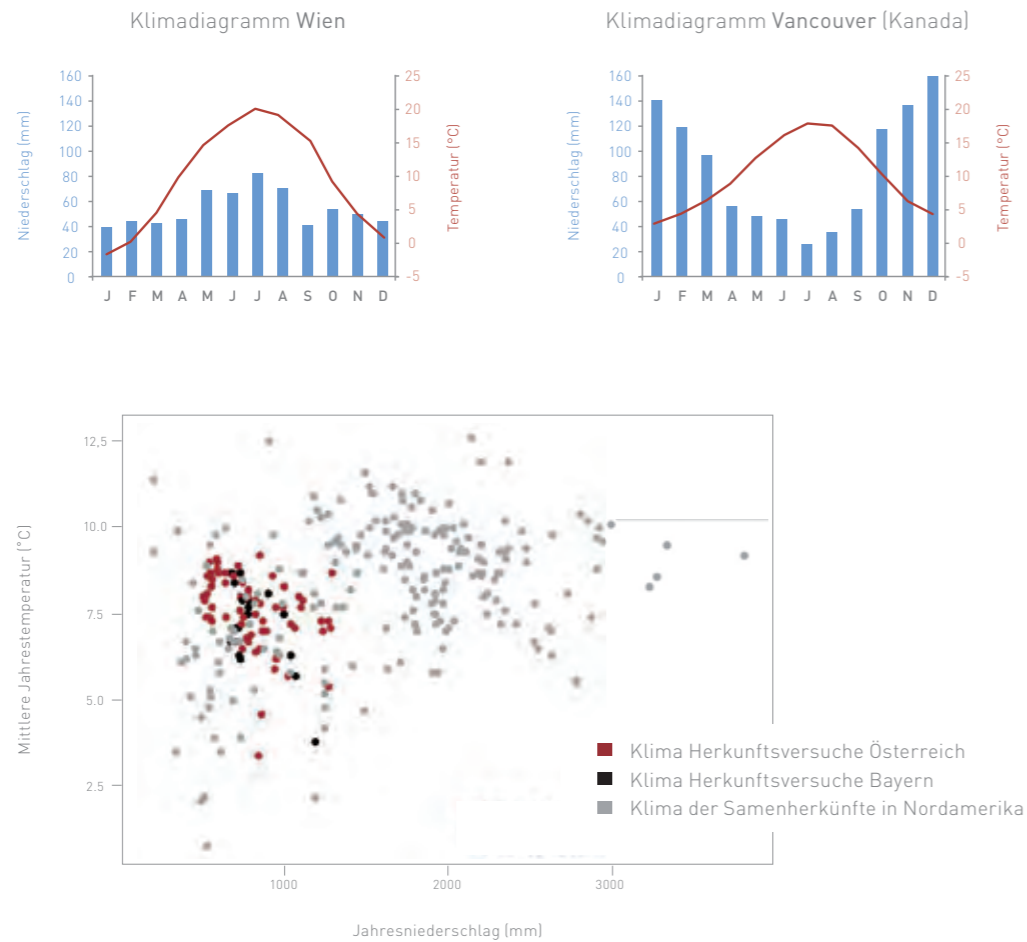 Klimadiagramm Wien
Niederschlag (mm)
160
140
120
100
80
60
40
20
0
25
20
15
10
5
0
-5
Temperatur (°C)
J F M A M J J A S O N D
Klimadiagramm Vancouver (Kanada)
Niederschlag (mm)
160
140
120
100
80
60
40
20
0
25
20
15
10
5
0
-5
Temperatur (°C)
J F M A M J J A S O N D
Mittlere Jahrestemperatur (°C)
12,5
10.0
7.5
5.0
2.5
Klima Herkunftsversuche Österreich
Klima Herkunftsversuche Bayern
Klima der Samenherkünfte in Nordamerika
1000 2000 3000
Jahresniederschlag (mm)